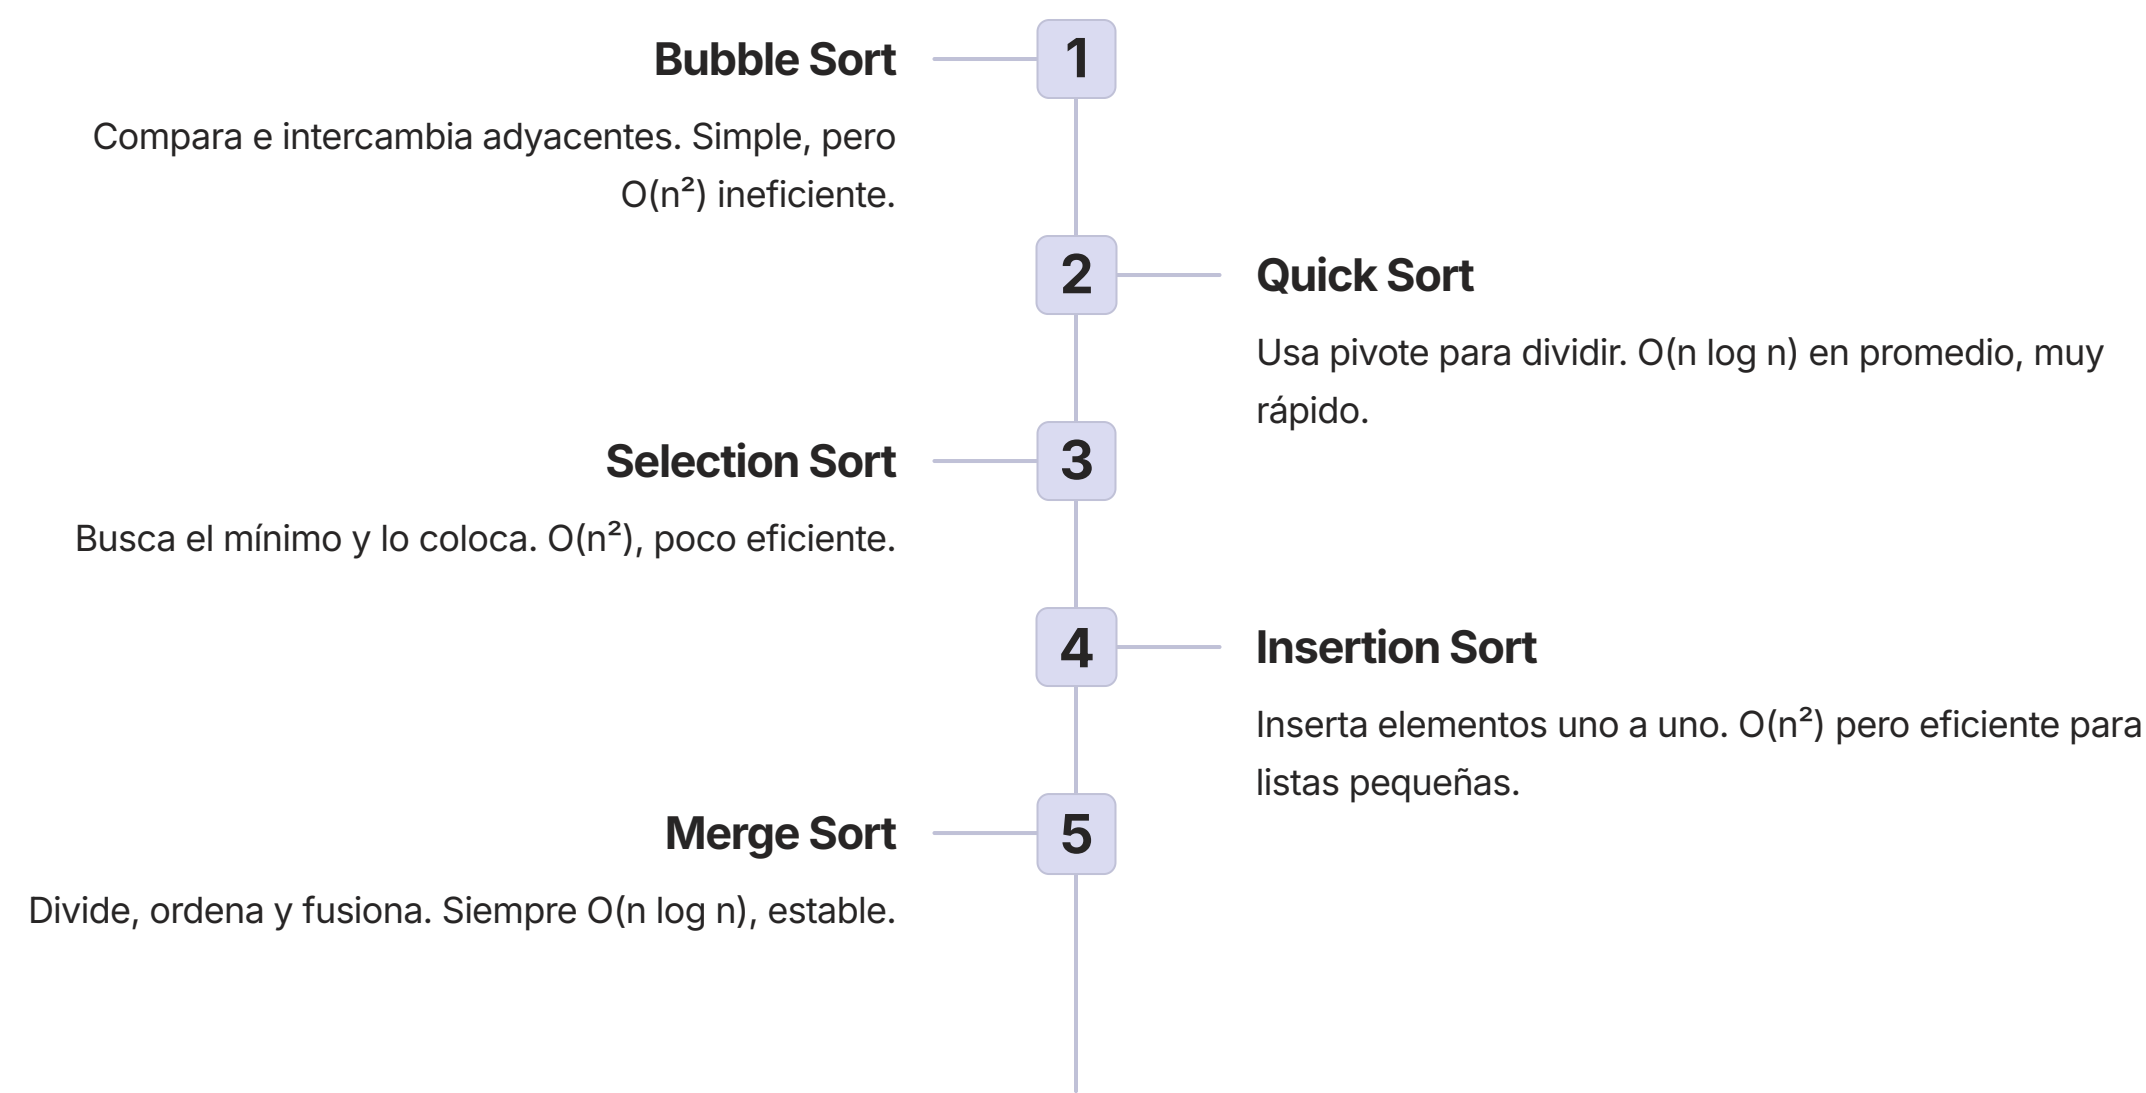 1
Bubble Sort
Compara e intercambia adyacentes. Simple, pero
O(n²) ineficiente.
2
Quick Sort
Usa pivote para dividir. O(n log n) en promedio, muy
rápido.
3
Selection Sort
Busca el mínimo y lo coloca. O(n²), poco eficiente.
4
Insertion Sort
Inserta elementos uno a uno. O(n²) pero eficiente para
listas pequeñas.
5
Merge Sort
Divide, ordena y fusiona. Siempre O(n log n), estable.